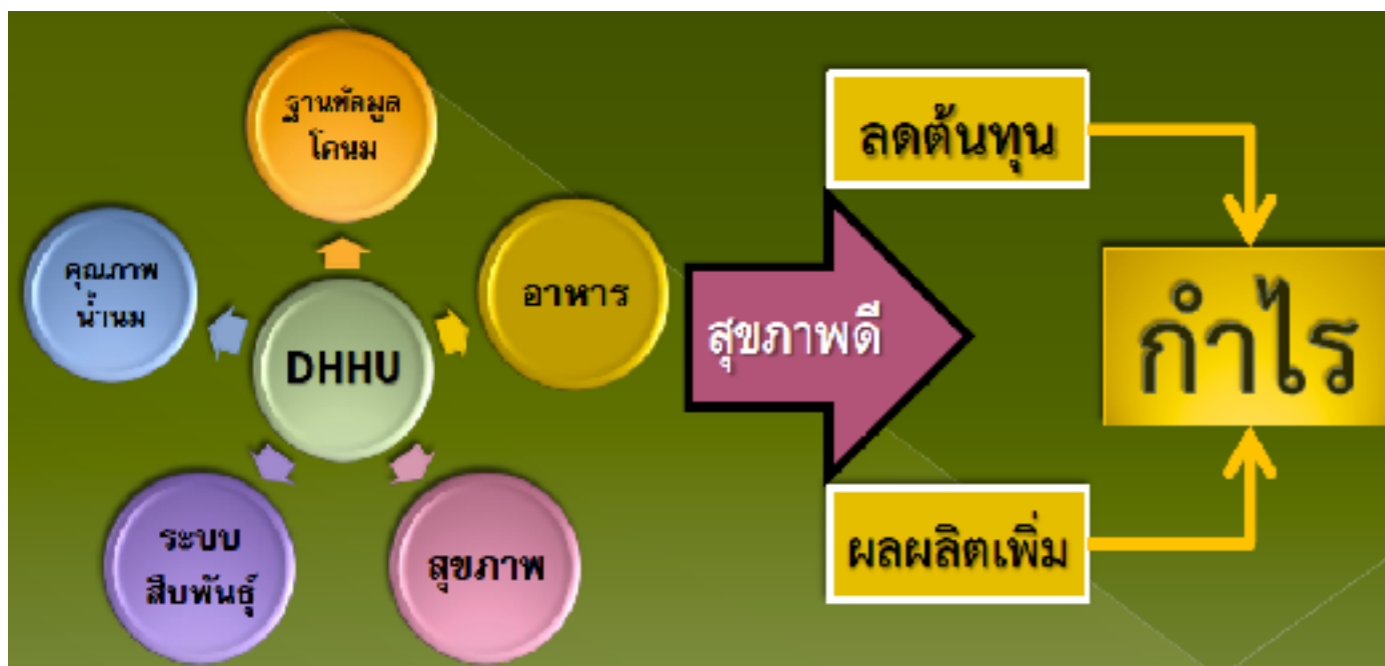 ฐานข้อมูล
โคนม
คุณภาพ
น้ำนม
DHHU
อาหาร
ระบบ
สืบพันธุ์
สุขภาพ
สุขภาพดี
ลดต้นทุน
ผลผลิตเพิ่ม
กำไร